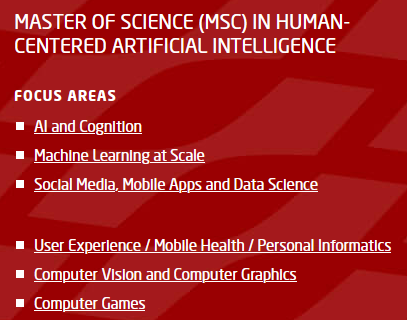 MASTER OF SCIENCE (MSC) IN HUMAN-
CENTERED ARTIFICIAL INTELLIGENCE
FOCUS AREAS
AI and Cognition
Machine Learning at Scale
Social Media, Mobile Apps and Data Science
User Experience / Mobile Health / Personal Informatics
Computer Vision and Computer Graphics
Computer Games